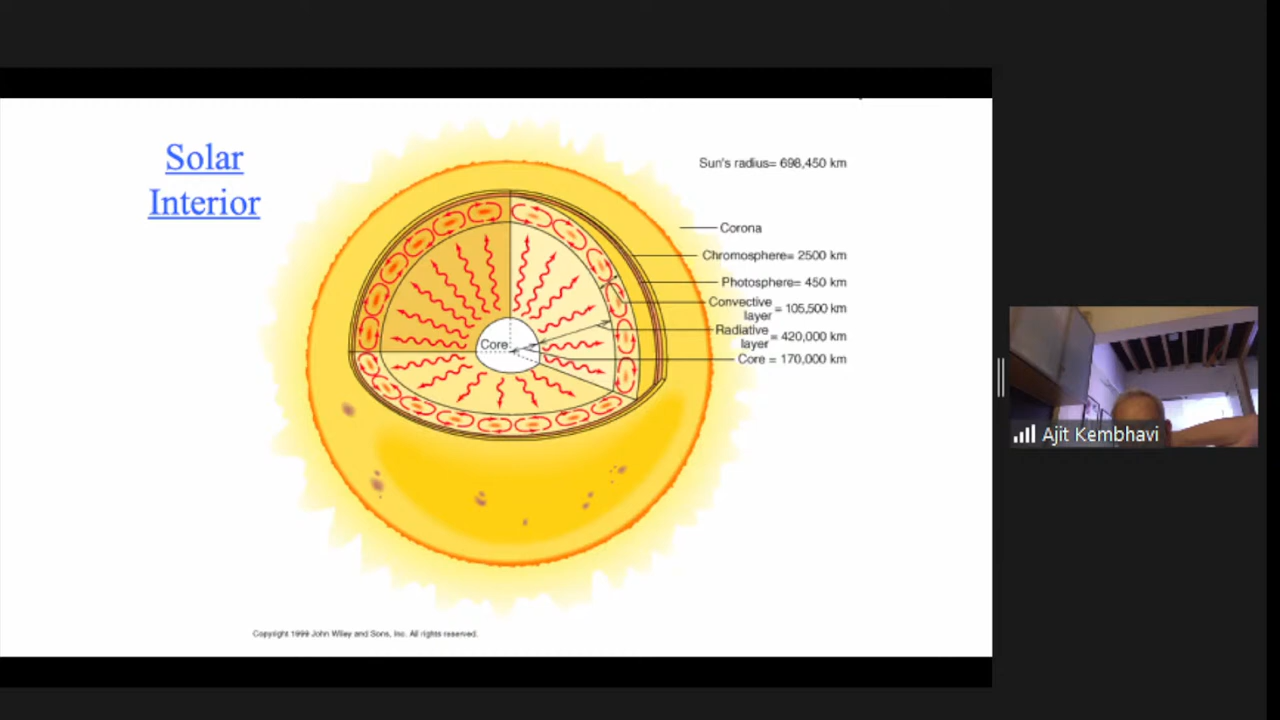 Solar
Interior
Sun's radius= 698,450 km
Corona
Chromosphere= 2500 km
Photosphere= 450 km
Convective
layer = 105,500 km
Radiative
layer = 420,000 km
Core = 170,000 km
Core
Copyright 1999 John Wiley and Sons, Inc. All rights reserved.
Ajit Kembhavi